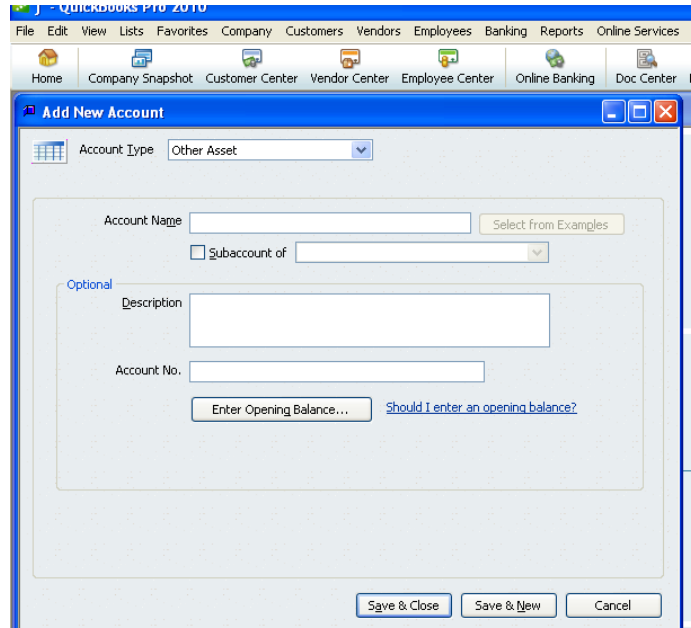 QuickBooks Pro 2010
File Edit View Lists Favorites Company Customers Vendors Employees Banking Reports Online Services
Home Company Snapshot Customer Center Vendor Center Employee Center Online Banking Doc Center
Add New Account
Account Type Other Asset
Account Name Select from Examples
Subaccount of
Optional
Description
Account No.
Enter Opening Balance... Should I enter an opening balance?
Save & Close Save & New Cancel